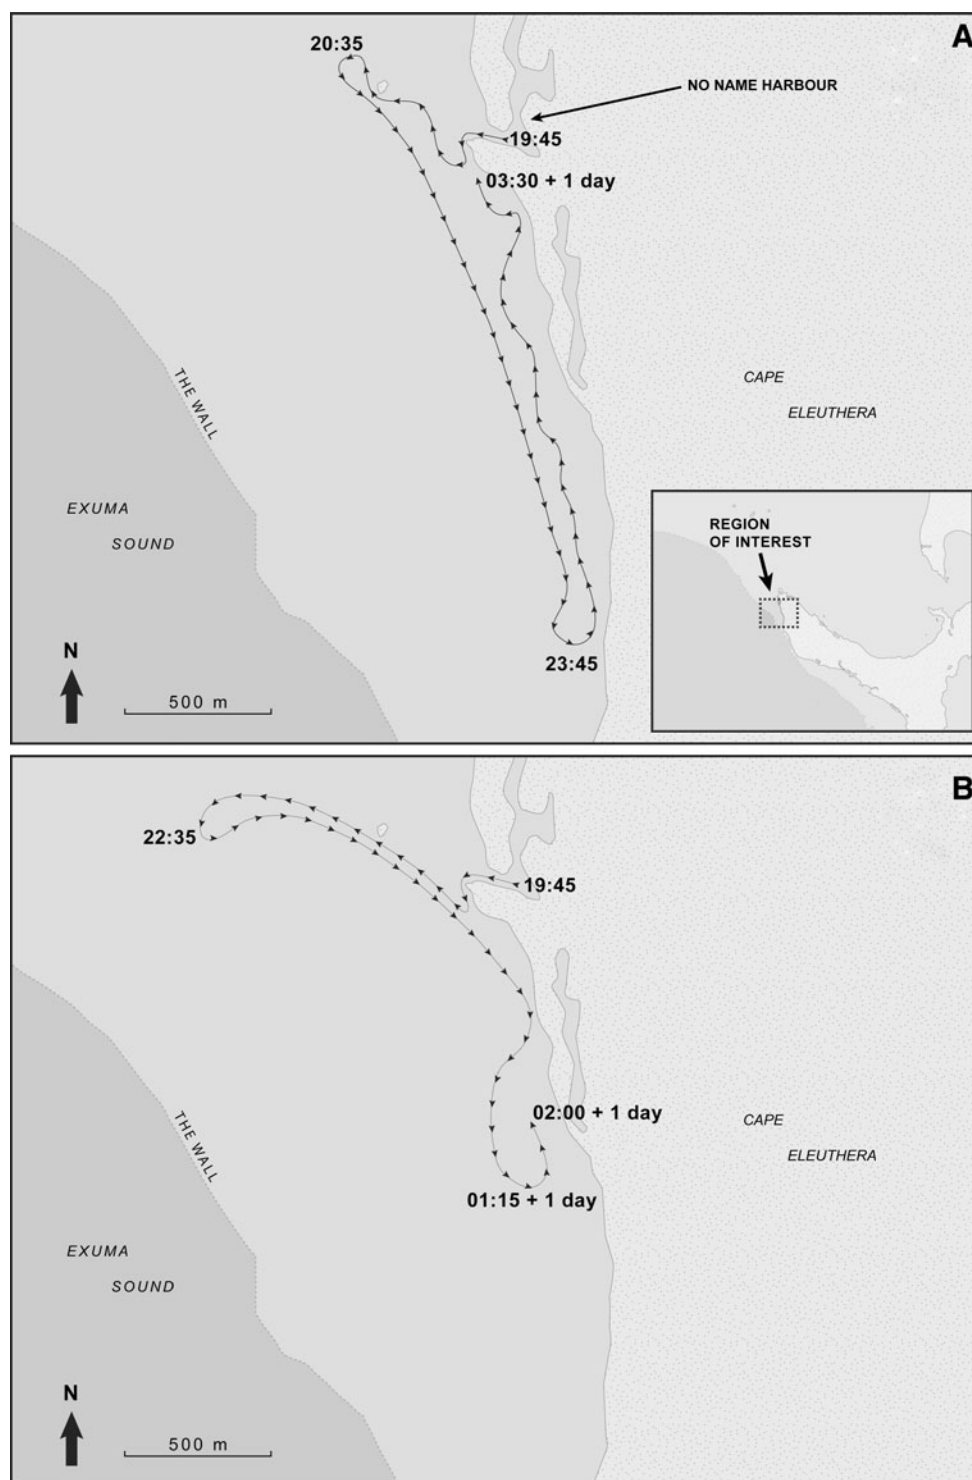 A
20:35
NO NAME HARBOUR
19:45
03:30 + 1 day
THE WALL
CAPE
ELEUTHERA
EXUMA
SOUND
REGION
OF INTEREST
N
500 m
23:45
B
22:35
19:45
02:00 + 1 day
THE WALL
CAPE
ELEUTHERA
01:15 + 1 day
EXUMA
SOUND
N
500 m